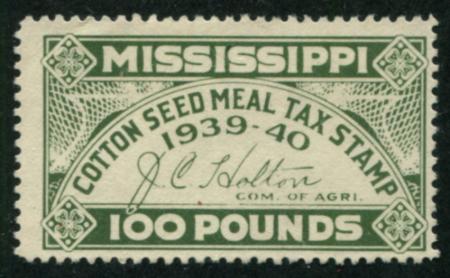 MISSISSIPPI
COTTON SEED MEAL TAX STAMP
1939-40
J C Holton
COM. OF AGRI.
100 POUNDS